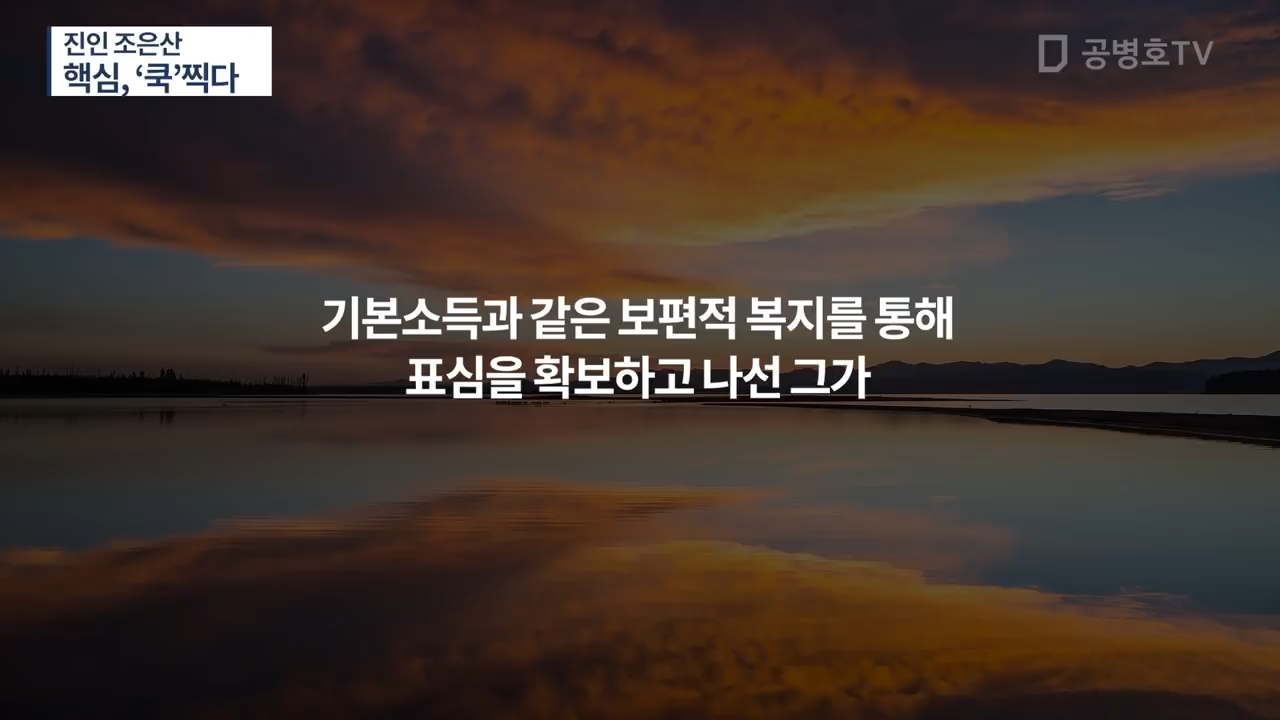 진인 조은산
핵심, ‘쿡’찍다
공병호TV
기본소득과 같은 보편적 복지를 통해
표심을 확보하고 나선 그가